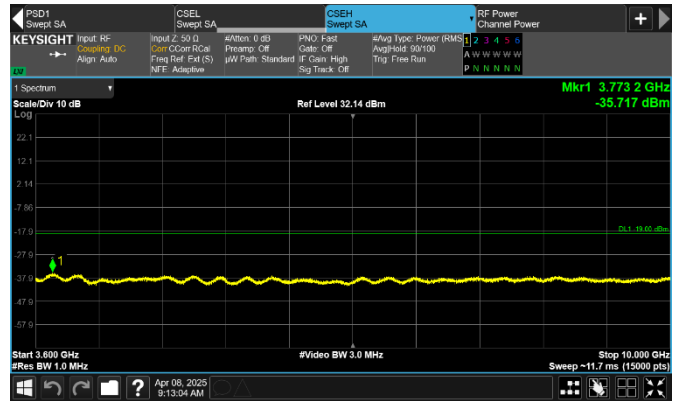 PSD1
Swept SA
CSEL
Swept SA
CSEH
Swept SA
RF Power
Channel Power
KEYSIGHT
Input: RF
Coupling: DC
Align: Auto
Input Z: 50 Ω
Corr CCorr RCal
Freq Ref: Ext (S)
NFE: Adaptive
#Atten: 0 dB
Preamp: Off
µW Path: Standard
PNO: Fast
Gate: Off
IF Gain: High
Sig Track: Off
#Avg Type: Power (RMS)
Avg|Hold: 90/100
Trig: Free Run
1 2 3 4 5 6
A W W W W W
P N N N N N
LXI
1 Spectrum
Scale/Div 10 dB
Ref Level 32.14 dBm
Mkr1 3.773 2 GHz
-35.717 dBm
Log
22.1
12.1
2.14
-7.86
-17.9
DL1 -19.00 dBm
-27.9
1
-37.9
-47.9
-57.9
Start 3.600 GHz
#Video BW 3.0 MHz
Stop 10.000 GHz
#Res BW 1.0 MHz
Sweep ~11.7 ms (15000 pts)
?
Apr 08, 2025
9:13:04 AM